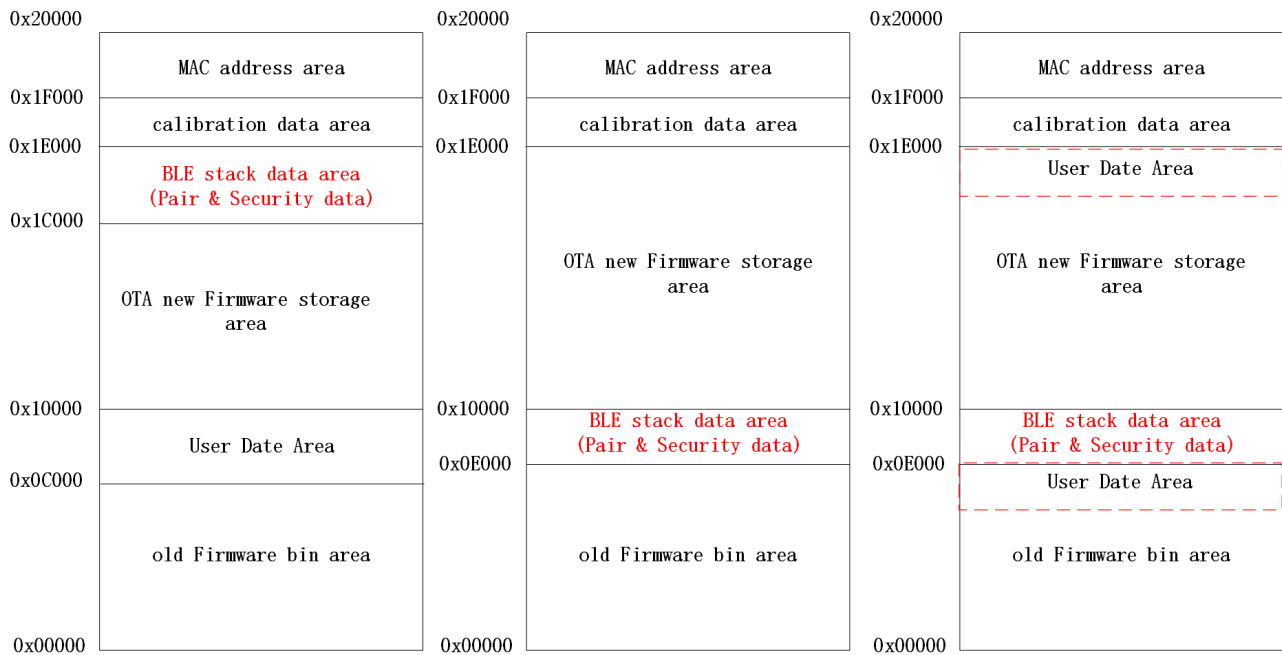 0x20000
MAC address area
0x1F000
calibration data area
0x1E000
BLE stack data area
(Pair & Security data)
0x1C000
OTA new Firmware storage
area
0x10000
User Date Area
0x0C000
old Firmware bin area
0x00000
0x20000
MAC address area
0x1F000
calibration data area
0x1E000
OTA new Firmware storage
area
0x10000
BLE stack data area
(Pair & Security data)
0x0E000
old Firmware bin area
0x00000
0x20000
MAC address area
0x1F000
calibration data area
0x1E000
User Date Area
OTA new Firmware storage
area
0x10000
BLE stack data area
(Pair & Security data)
0x0E000
User Date Area
old Firmware bin area
0x00000